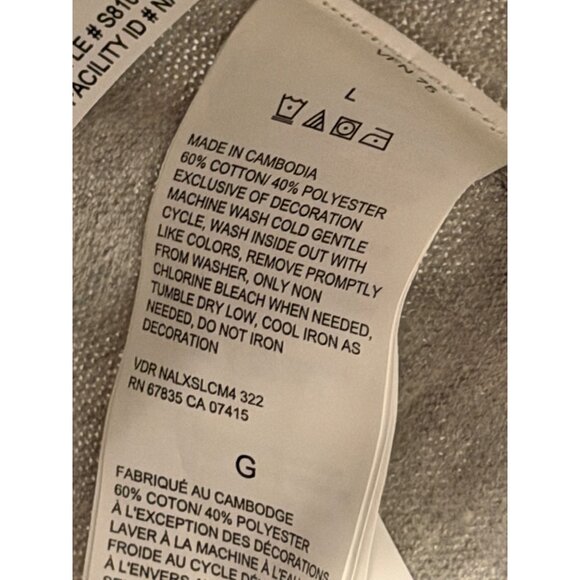 FACILITY ID #
L
MADE IN CAMBODIA
60% COTTON/ 40% POLYESTER
EXCLUSIVE OF DECORATION
MACHINE WASH COLD GENTLE
CYCLE, WASH INSIDE OUT WITH
LIKE COLORS, REMOVE PROMPTLY
FROM WASHER, ONLY NON
CHLORINE BLEACH WHEN NEEDED,
TUMBLE DRY LOW, COOL IRON AS
NEEDED, DO NOT IRON
DECORATION
VDR NALXSLCM4 322
RN 67835 CA 07415
G
FABRIQUÉ AU CAMBODGE
60% COTON/ 40% POLYESTER
À L'EXCEPTION DES DÉCORATIONS
LAVER À LA MACHINE À L'EAU
FROIDE AU CYCLE
À L'ENVERS